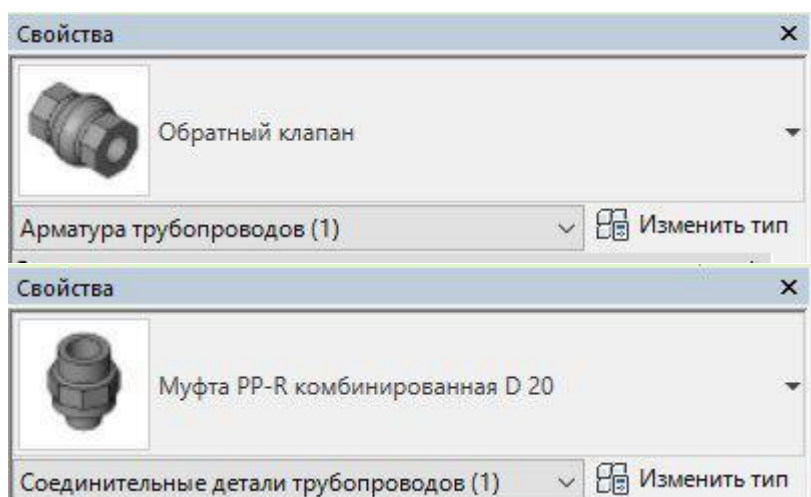 Свойства
Обратный клапан
Арматура трубопроводов (1)
Изменить тип
Свойства
Муфта PP-R комбинированная D 20
Соединительные детали трубопроводов (1)
Изменить тип